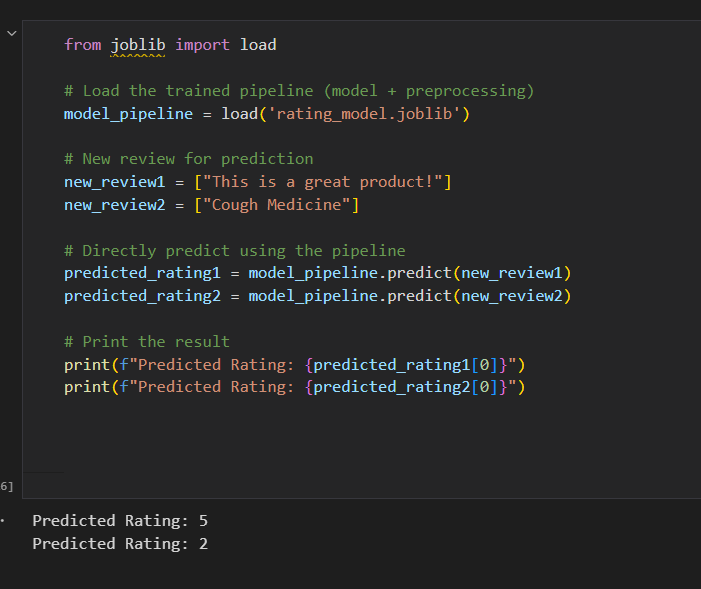 from joblib import load
# Load the trained pipeline (model + preprocessing)
model_pipeline = load('rating_model.joblib')
# New review for prediction
new_review1 = ["This is a great product!"]
new_review2 = ["Cough Medicine"]
# Directly predict using the pipeline
predicted_rating1 = model_pipeline.predict(new_review1)
predicted_rating2 = model_pipeline.predict(new_review2)
# Print the result
print(f"Predicted Rating: {predicted_rating1[0]}")
print(f"Predicted Rating: {predicted_rating2[0]}")
6]
Predicted Rating: 5
Predicted Rating: 2